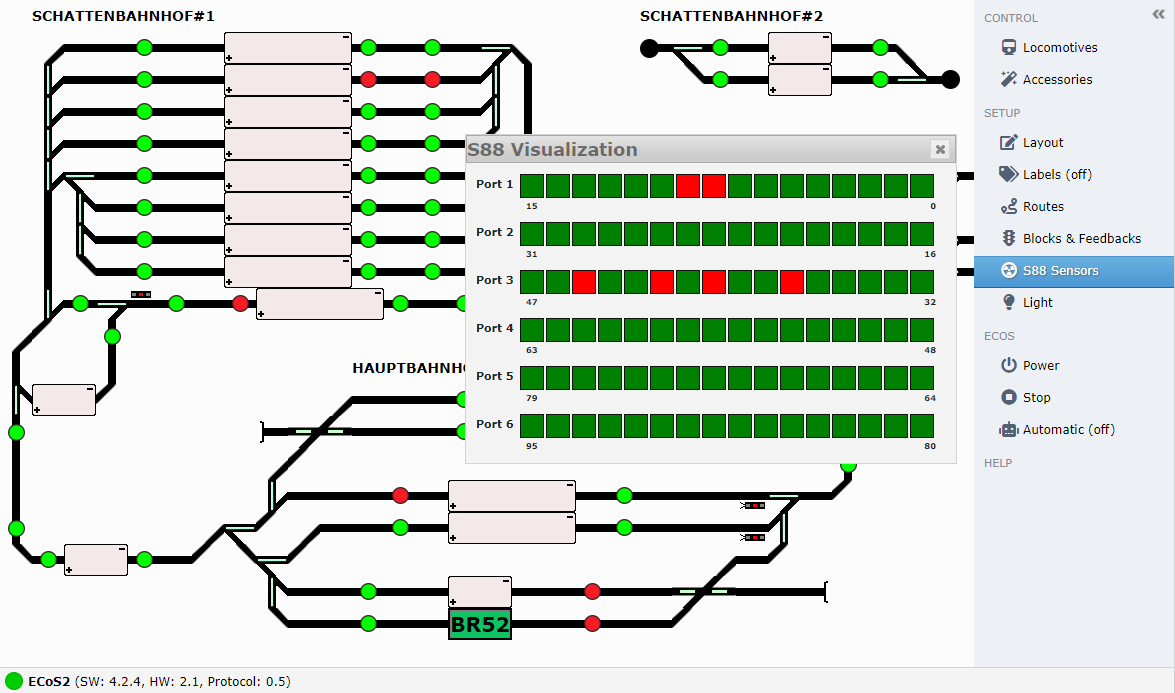 SCHATTENBAHNHOF#1
SCHATTENBAHNHOF#2
S88 Visualization
Port 1
15 0
Port 2
31 16
Port 3
47 32
Port 4
63 48
Port 5
79 64
Port 6
95 80
HAUPTBAHNHO
BR52
CONTROL
Locomotives
Accessories
SETUP
Layout
Labels (off)
Routes
Blocks & Feedbacks
S88 Sensors
Light
ECOS
Power
Stop
Automatic (off)
HELP
ECoS2 (SW: 4.2.4, HW: 2.1, Protocol: 0.5)